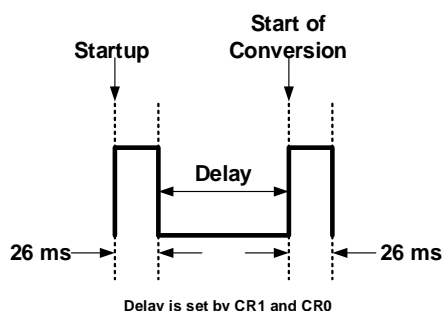 Startup
Start of
Conversion
Delay
26 ms
26 ms
Delay is set by CR1 and CR0